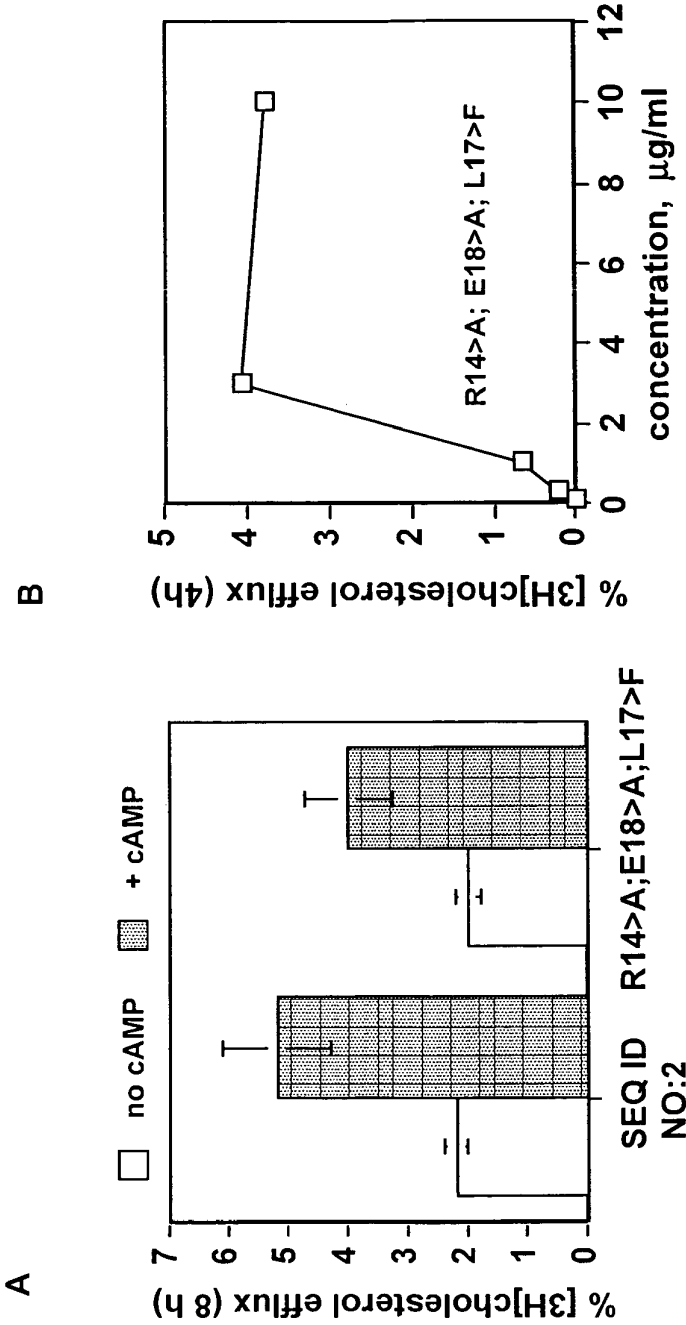 A
no cAMP
+ cAMP
7
6
5
4
3
2
1
0
% [3H]cholesterol efflux (8 h)
SEQ ID
NO:2
R14>A;E18>A;L17>F
B
5
4
3
2
1
0
% [3H]cholesterol efflux (4h)
R14>A; E18>A; L17>F
0 2 4 6 8 10 12
concentration, µg/ml